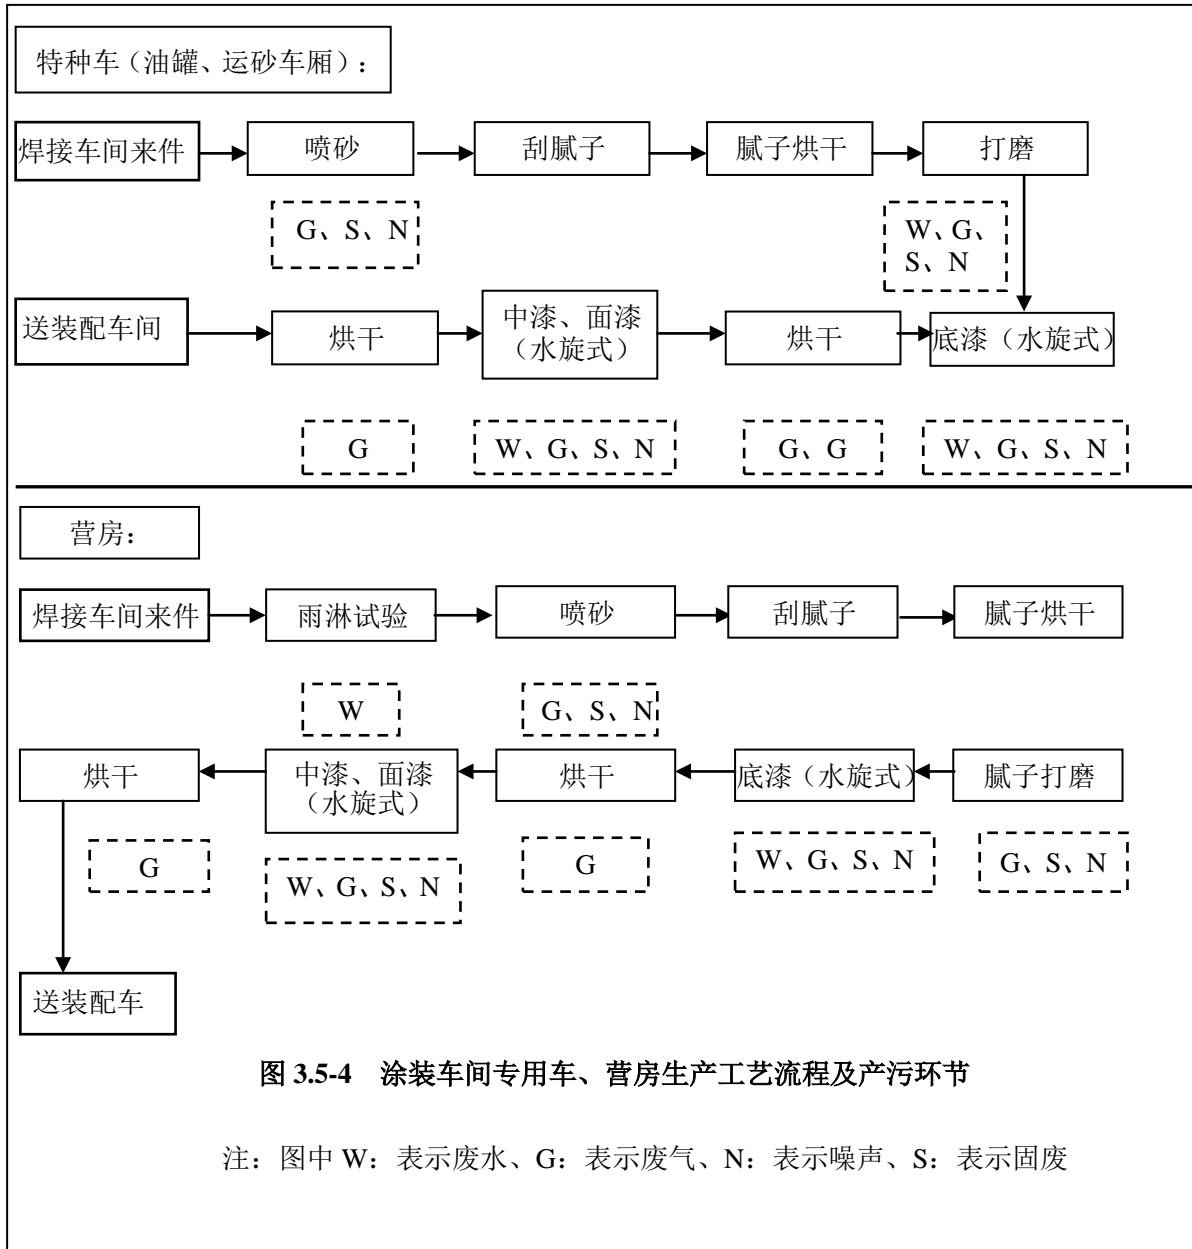 特种车（油罐、运砂车厢）：
焊接车间来件
喷砂
刮腻子
腻子烘干
打磨
G、S、N
W、G、
S、N
送装配车间
烘干
中漆、面漆
（水旋式）
烘干
底漆（水旋式）
G
W、G、S、N
G、G
W、G、S、N
营房：
焊接车间来件
雨淋试验
喷砂
刮腻子
腻子烘干
W
G、S、N
烘干
中漆、面漆
（水旋式）
烘干
底漆（水旋式）
腻子打磨
G
W、G、S、N
G
W、G、S、N
G、S、N
送装配车
图 3.5-4 涂装车间专用车、营房生产工艺流程及产污环节
注：图中 W：表示废水、G：表示废气、N：表示噪声、S：表示固废